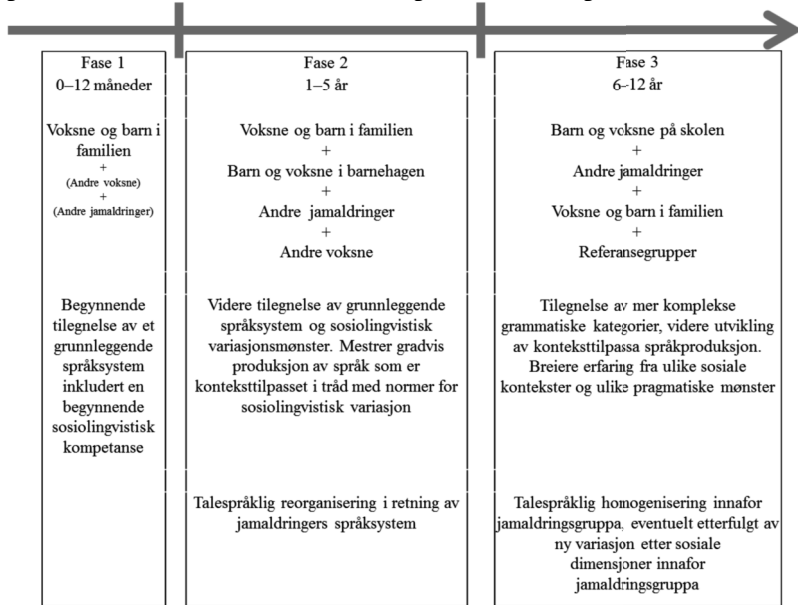 Fase 1
0–12 måneder
Voksne og barn i
familien
+
(Andre voksne)
+
(Andre jamaldringer)
Begynnende
tilegnelse av et
grunnleggende
språksystem
inkludert en
begynnende
sosiolingvistisk
kompetanse
Fase 2
1–5 år
Voksne og barn i familien
+
Barn og voksne i barnehagen
+
Andre jamaldringer
+
Andre voksne
Videre tilegnelse av grunnleggende
språksystem og sosiolingvistisk
variasjonsmønster. Mestrer gradvis
produksjon av språk som er
konteksttilpasset i tråd med normer for
sosiolingvistisk variasjon
Talespråklig reorganisering i retning av
jamaldringers språksystem
Fase 3
6–12 år
Barn og voksne på skolen
+
Andre jamaldringer
+
Voksne og barn i familien
+
Referansegrupper
Tilegnelse av mer komplekse
grammatiske kategorier, videre utvikling
av konteksttilpassa språkproduksjon.
Breiere erfaring fra ulike sosiale
kontekster og ulike pragmatiske mønster
Talespråklig homogenisering innafor
jamaldringsgruppa, eventuelt etterfulgt av
ny variasjon etter sosiale
dimensjoner innafor
jamaldringsgruppa